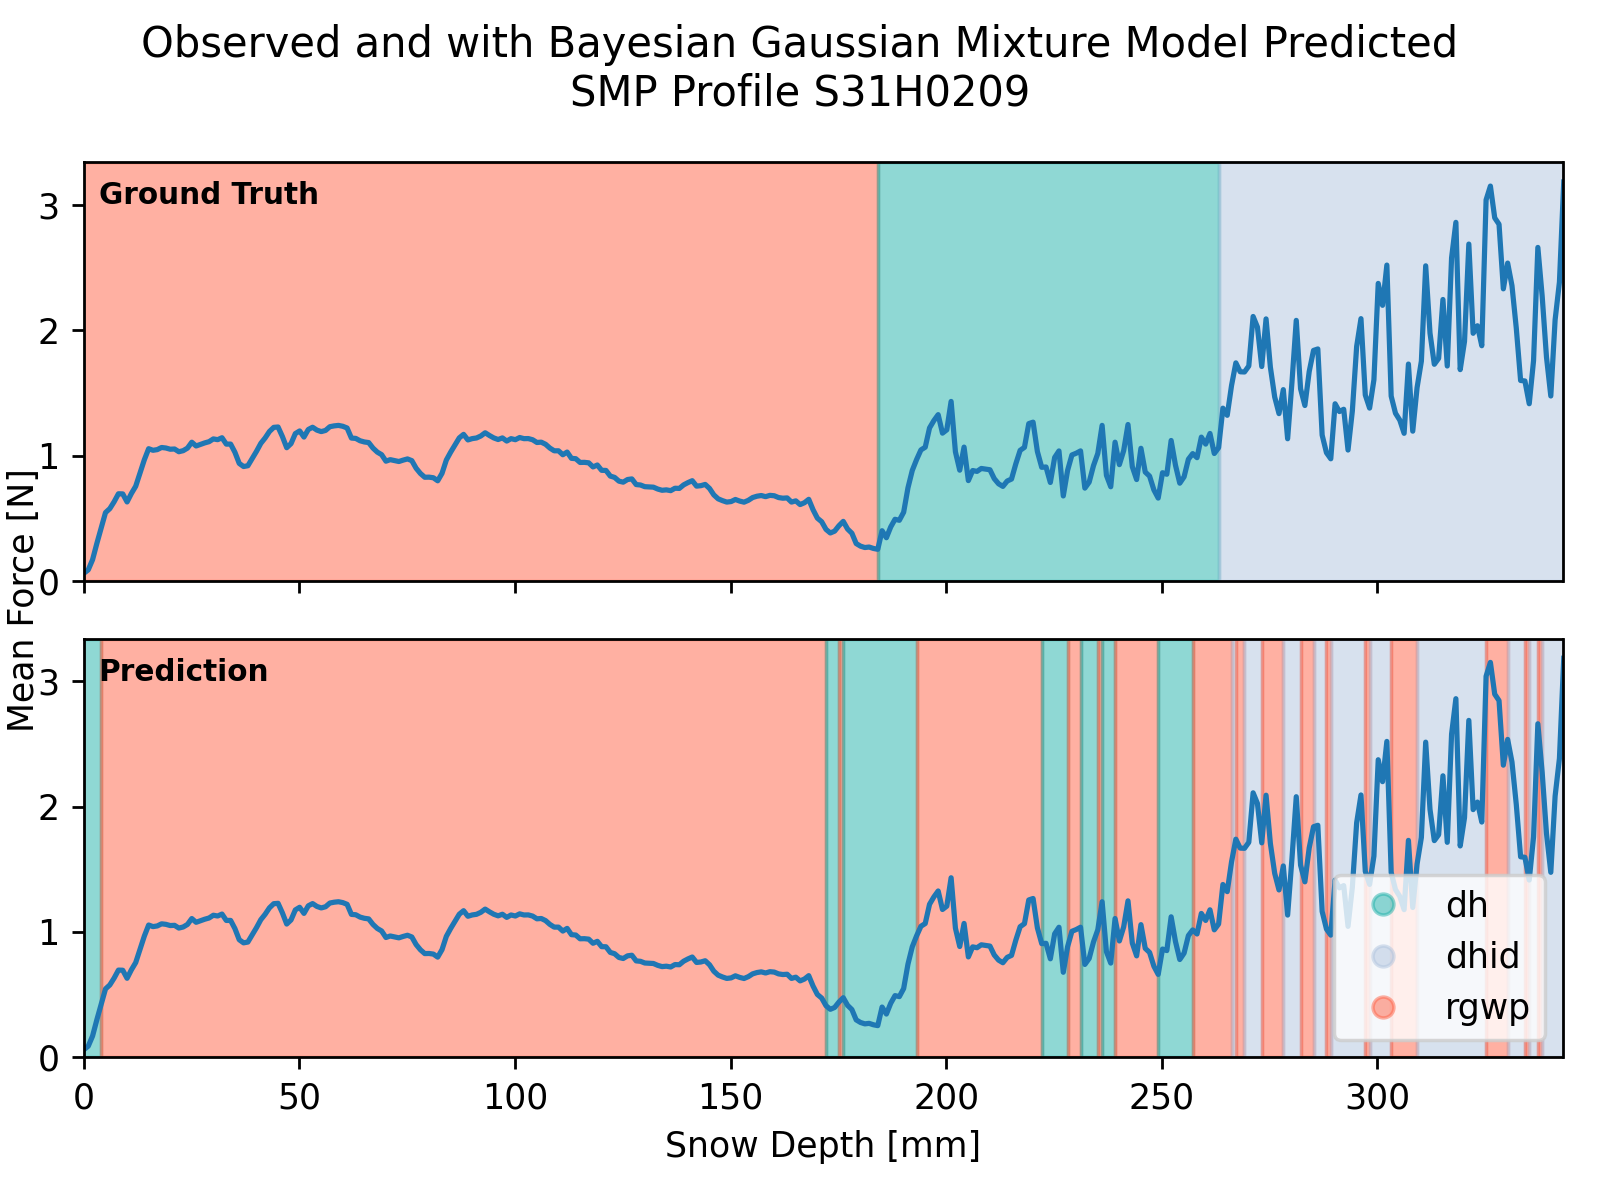 Observed and with Bayesian Gaussian Mixture Model Predicted
SMP Profile S31H0209
Ground Truth
3
2
1
0
Mean Force [N]
Prediction
3
2
1
0
dh
dhid
rgwp
0 50 100 150 200 250 300
Snow Depth [mm]